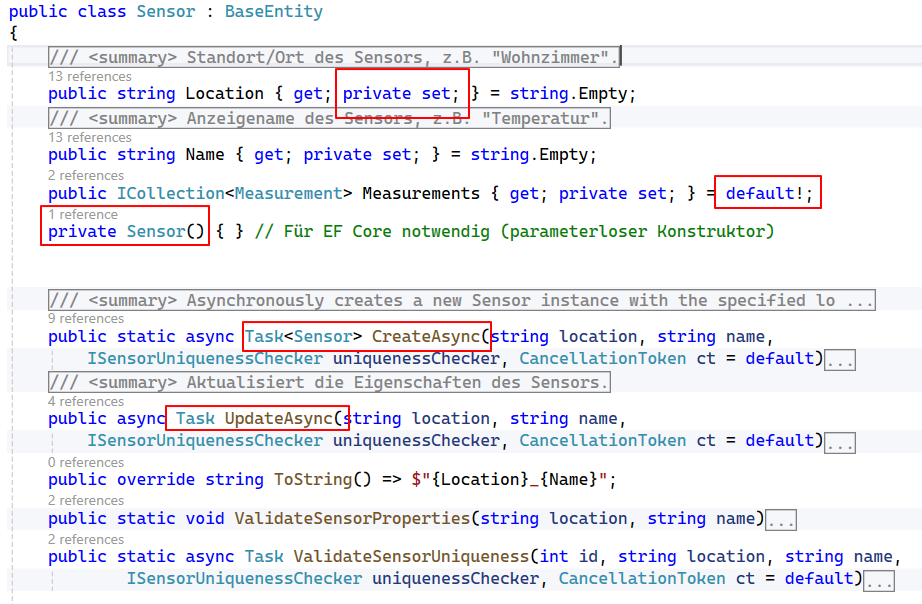 public class Sensor : BaseEntity
{
/// <summary> Standort/Ort des Sensors, z.B. "Wohnzimmer".
13 references
public string Location { get; private set; } = string.Empty;
/// <summary> Anzeigename des Sensors, z.B. "Temperatur".
13 references
public string Name { get; private set; } = string.Empty;
2 references
public ICollection<Measurement> Measurements { get; private set; } = default!;
1 reference
private Sensor() { } // Für EF Core notwendig (parameterloser Konstruktor)
/// <summary> Asynchronously creates a new Sensor instance with the specified lo ...
9 references
public static async Task<Sensor> CreateAsync(string location, string name,
ISensorUniquenessChecker uniquenessChecker, CancellationToken ct = default)...
/// <summary> Aktualisiert die Eigenschaften des Sensors.
4 references
public async Task UpdateAsync(string location, string name,
ISensorUniquenessChecker uniquenessChecker, CancellationToken ct = default)...
0 references
public override string ToString() => $"{Location}_{Name}";
2 references
public static void ValidateSensorProperties(string location, string name)...
2 references
public static async Task ValidateSensorUniqueness(int id, string location, string name,
ISensorUniquenessChecker uniquenessChecker, CancellationToken ct = default)...